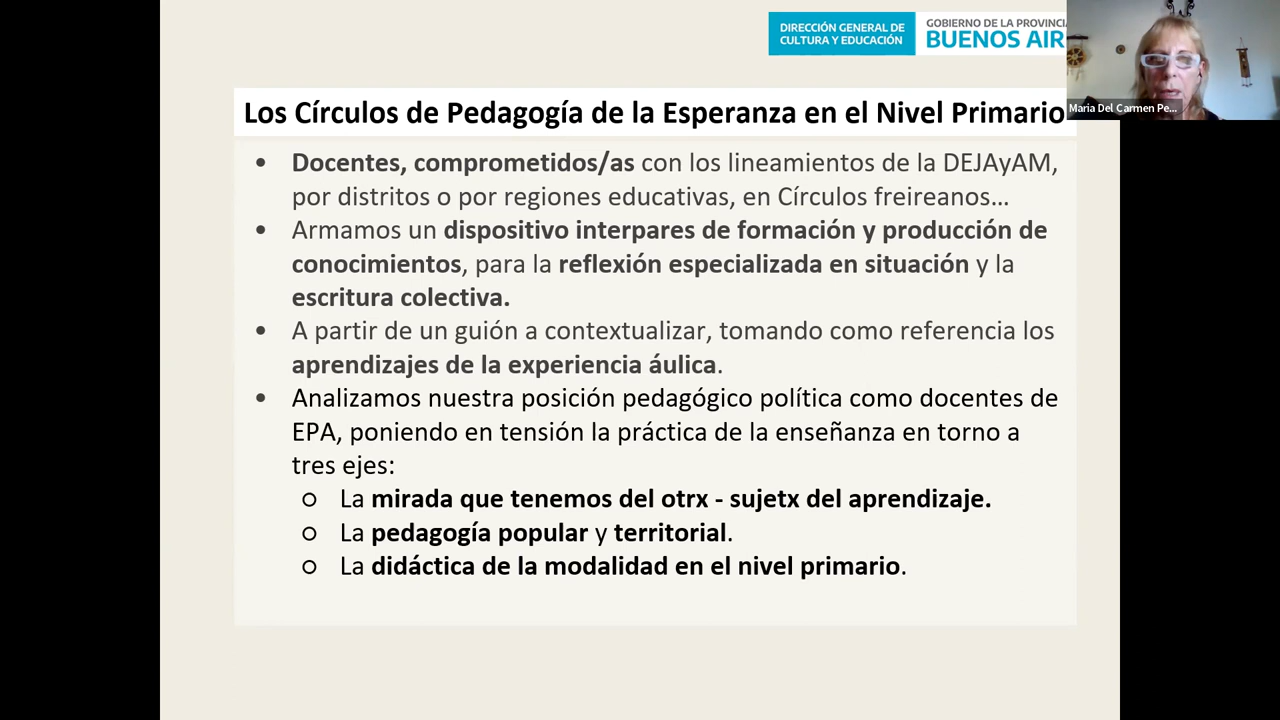 DIRECCIÓN GENERAL DE
CULTURA Y EDUCACIÓN
GOBIERNO DE LA PROVINCI
BUENOS AIR
Maria Del Carmen Pe...
Los Círculos de Pedagogía de la Esperanza en el Nivel Primario
• Docentes, comprometidos/as con los lineamientos de la DEJAyAM,
por distritos o por regiones educativas, en Círculos freireanos…
• Armamos un dispositivo interpares de formación y producción de
conocimientos, para la reflexión especializada en situación y la
escritura colectiva.
• A partir de un guión a contextualizar, tomando como referencia los
aprendizajes de la experiencia áulica.
• Analizamos nuestra posición pedagógico política como docentes de
EPA, poniendo en tensión la práctica de la enseñanza en torno a
tres ejes:
○ La mirada que tenemos del otrx - sujetx del aprendizaje.
○ La pedagogía popular y territorial.
○ La didáctica de la modalidad en el nivel primario.